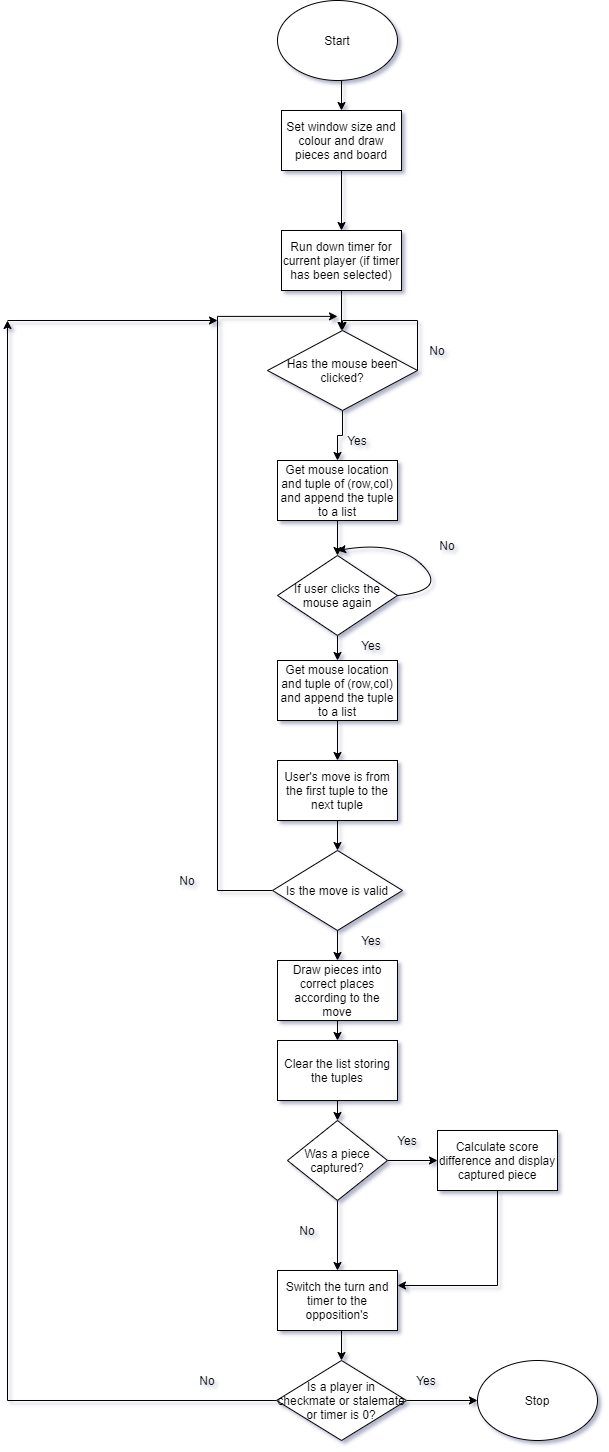 Start
Set window size and
colour and draw
pieces and board
Run down timer for
current player (if timer
has been selected)
Has the mouse been
clicked?
No
Yes
Get mouse location
and tuple of (row,col)
and append the tuple
to a list
No
If user clicks the
mouse again
Yes
Get mouse location
and tuple of (row,col)
and append the tuple
to a list
User's move is from
the first tuple to the
next tuple
No
Is the move is valid
Yes
Draw pieces into
correct places
according to the
move
Clear the list storing
the tuples
Was a piece
captured?
Yes
Calculate score
difference and display
captured piece
No
Switch the turn and
timer to the
opposition's
No
Is a player in
checkmate or stalemate
or timer is 0?
Yes
Stop